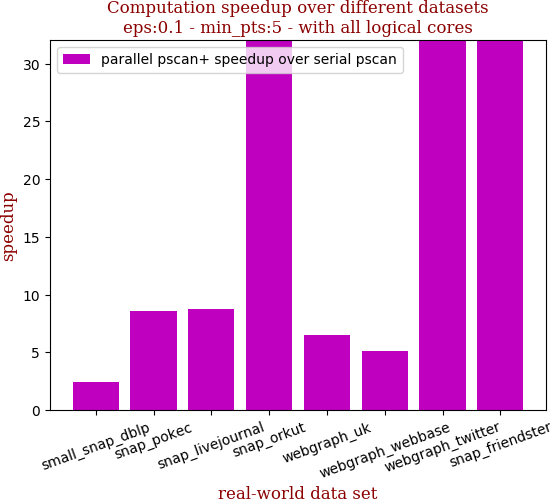 Computation speedup over different datasets
eps:0.1 - min_pts:5 - with all logical cores
parallel pscan+ speedup over serial pscan
speedup
30
25
20
15
10
5
0
small_snap_dblp
snap_pokec
snap_livejournal
snap_orkut
webgraph_uk
webgraph_webbase
webgraph_twitter
snap_friendster
real-world data set